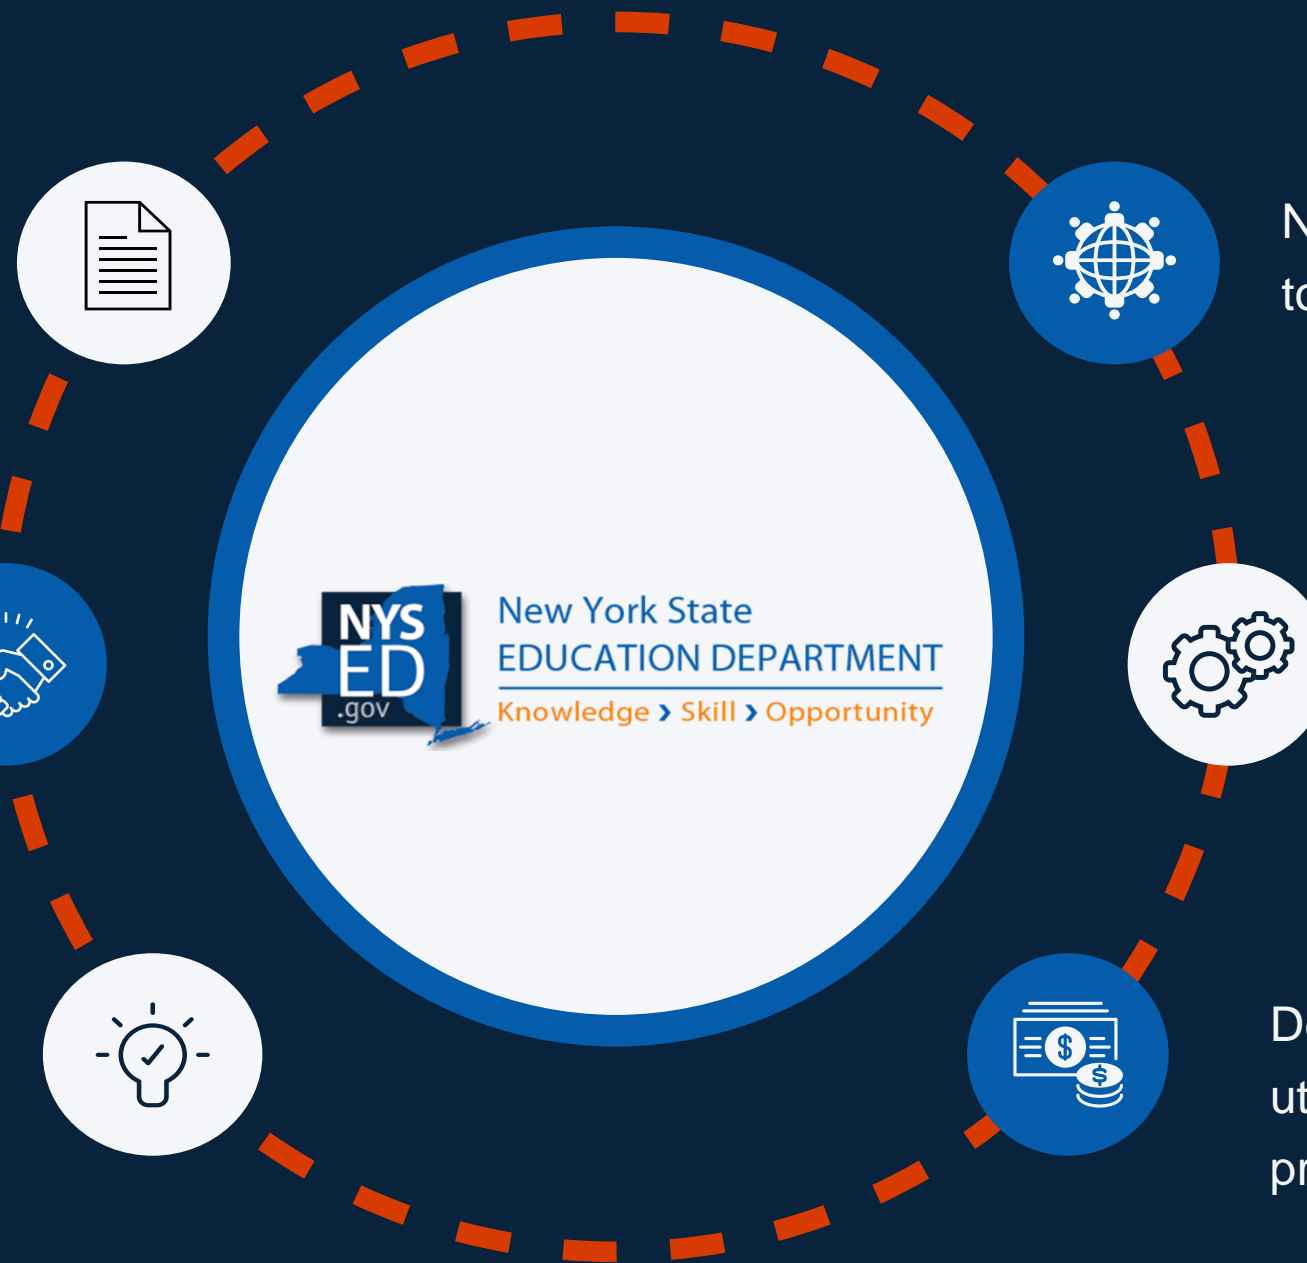 NYS
ED
.gov
New York State
EDUCATION DEPARTMENT
Knowledge › Skill › Opportunity